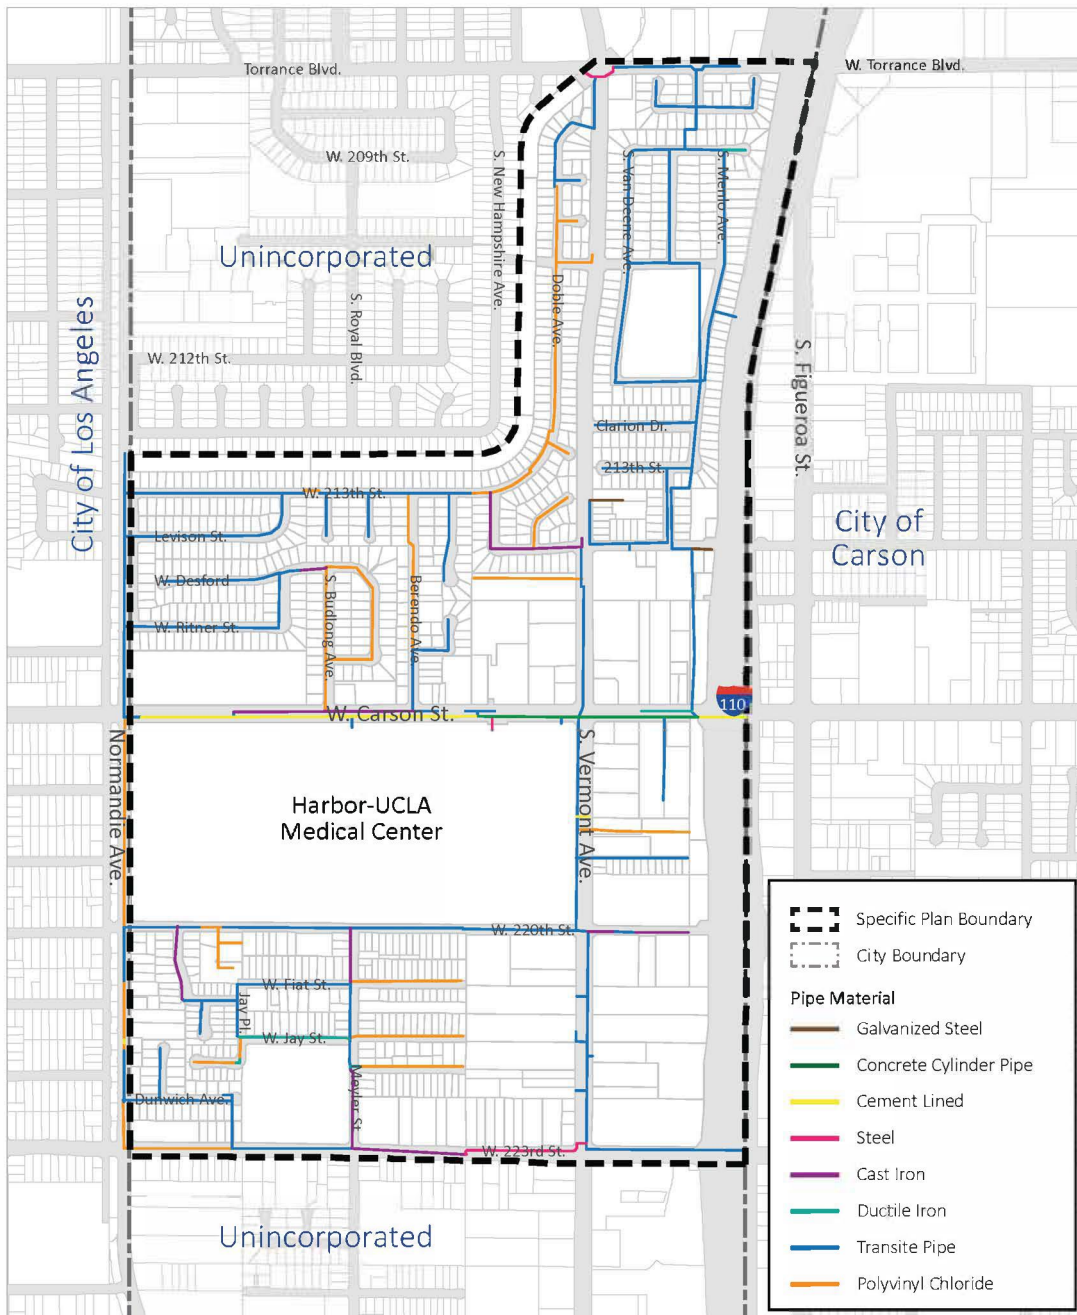 Torrance Blvd.
W. Torrance Blvd.
W. 209th St.
S. New Hampshire Ave.
S. Van Deene Ave.
S. Menlo Ave.
Unincorporated
City of Los Angeles
S. Royal Blvd.
Doble Ave.
W. 212th St.
S. Figueroa St.
Clarion Dr.
213th St.
W. 213th St.
City of
Carson
Levison St.
W. Desford
S. Budlong Ave.
Berendo Ave.
W. Ritner St.
110
W. Carson St.
Normandie Ave.
S. Vermont Ave.
Harbor-UCLA
Medical Center
W. 220th St.
W. Fiat St.
Jay Pl.
W. Jay St.
Meyler St.
Dunwich Ave.
W. 223rd St.
Unincorporated
Specific Plan Boundary
City Boundary
Pipe Material
Galvanized Steel
Concrete Cylinder Pipe
Cement Lined
Steel
Cast Iron
Ductile Iron
Transite Pipe
Polyvinyl Chloride